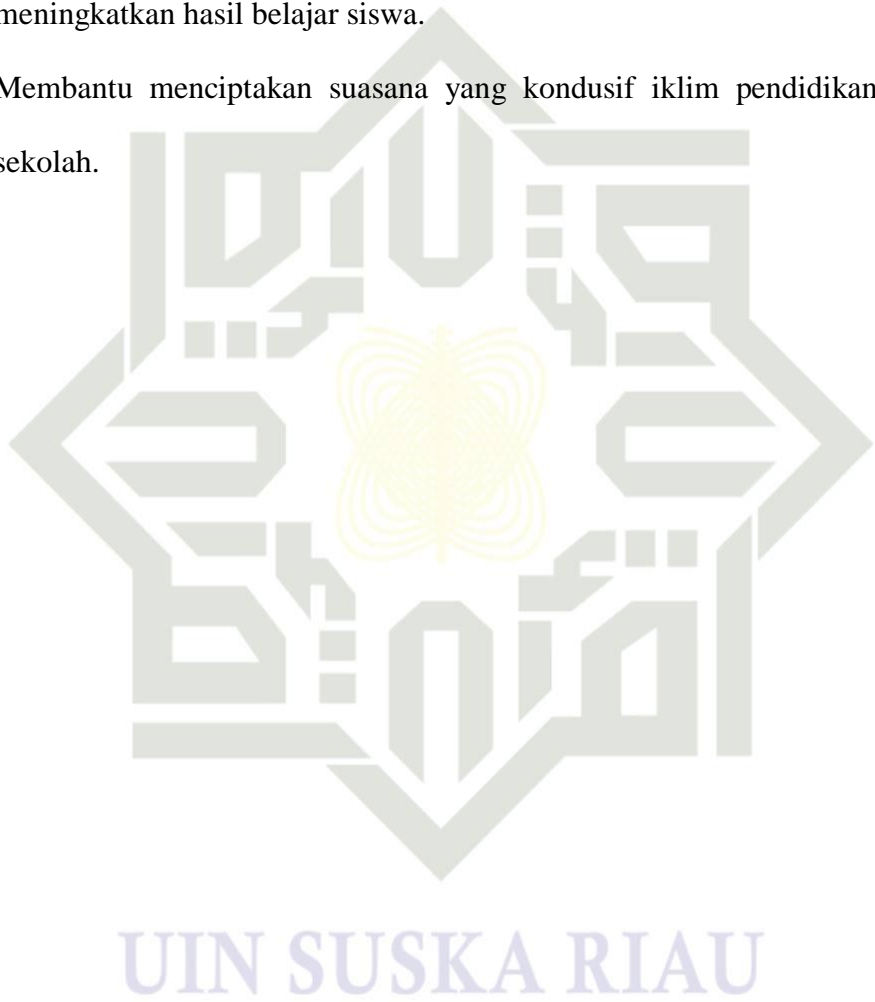 meningkatkan hasil belajar siswa.
Membantu menciptakan suasana yang kondusif iklim pendidikan
sekolah.
UIN SUSKA RIAU